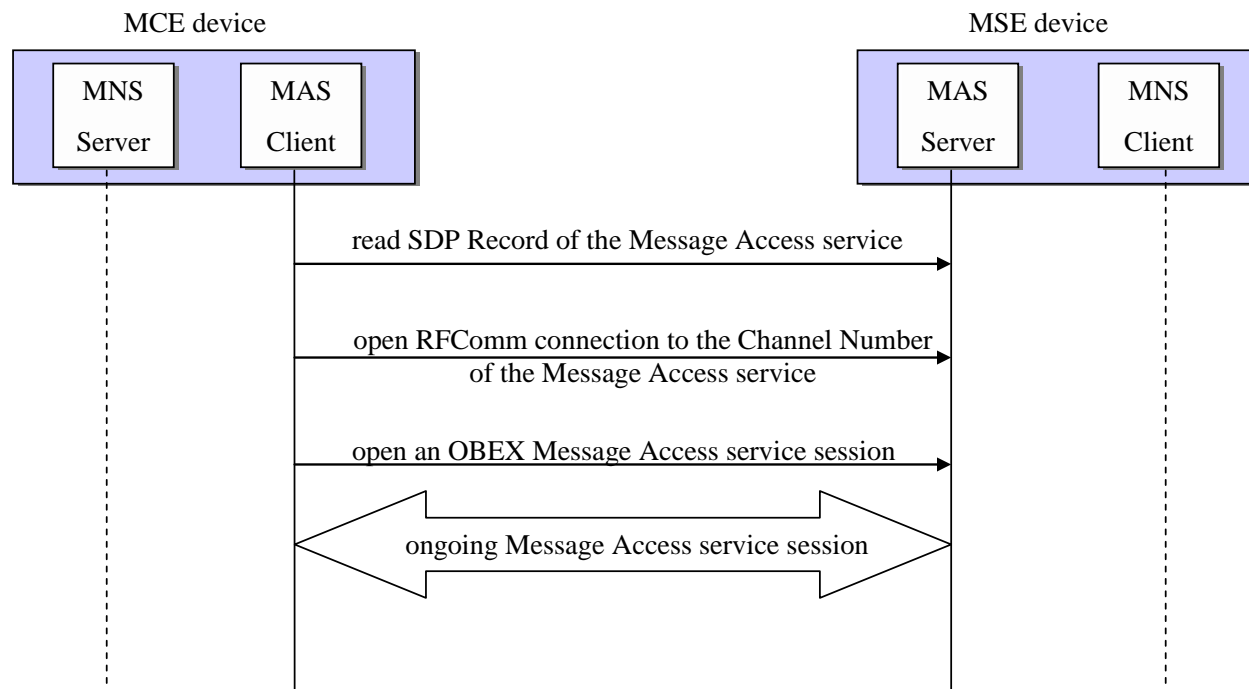 MCE device
MSE device
MNS
Server
MAS
Client
MAS
Server
MNS
Client
read SDP Record of the Message Access service
open RFComm connection to the Channel Number
of the Message Access service
open an OBEX Message Access service session
ongoing Message Access service session